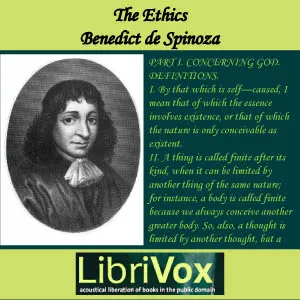 The Ethics
Benedict de Spinoza
PART I. CONCERNING GOD.
DEFINITIONS.
I. By that which is self—caused, I
mean that of which the essence
involves existence, or that of which
the nature is only conceivable as
existent.
II. A thing is called finite after its
kind, when it can be limited by
another thing of the same nature;
for instance, a body is called finite
because we always conceive another
greater body. So, also, a thought is
limited by another thought, but a
LibriVox
acoustical liberation of books in the public domain